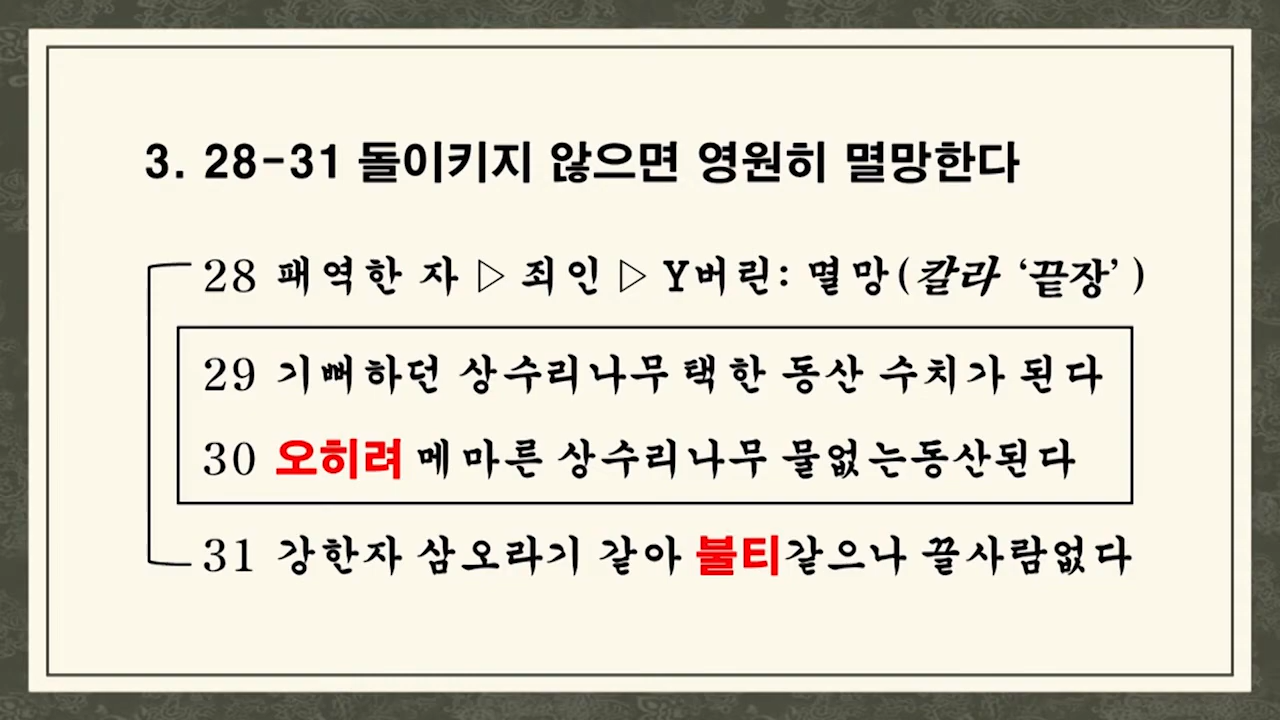 3. 28-31 돌이키지 않으면 영원히 멸망한다
28 패역한 자 ▷ 죄인 ▷ Y버린: 멸망(칼라 ‘끝장’)
29 기뻐하던 상수리나무 택한 동산 수치가 된다
30 오히려 메마른 상수리나무 물없는동산된다
31 강한자 삼오라기 같아 불티같으나 끌사람없다